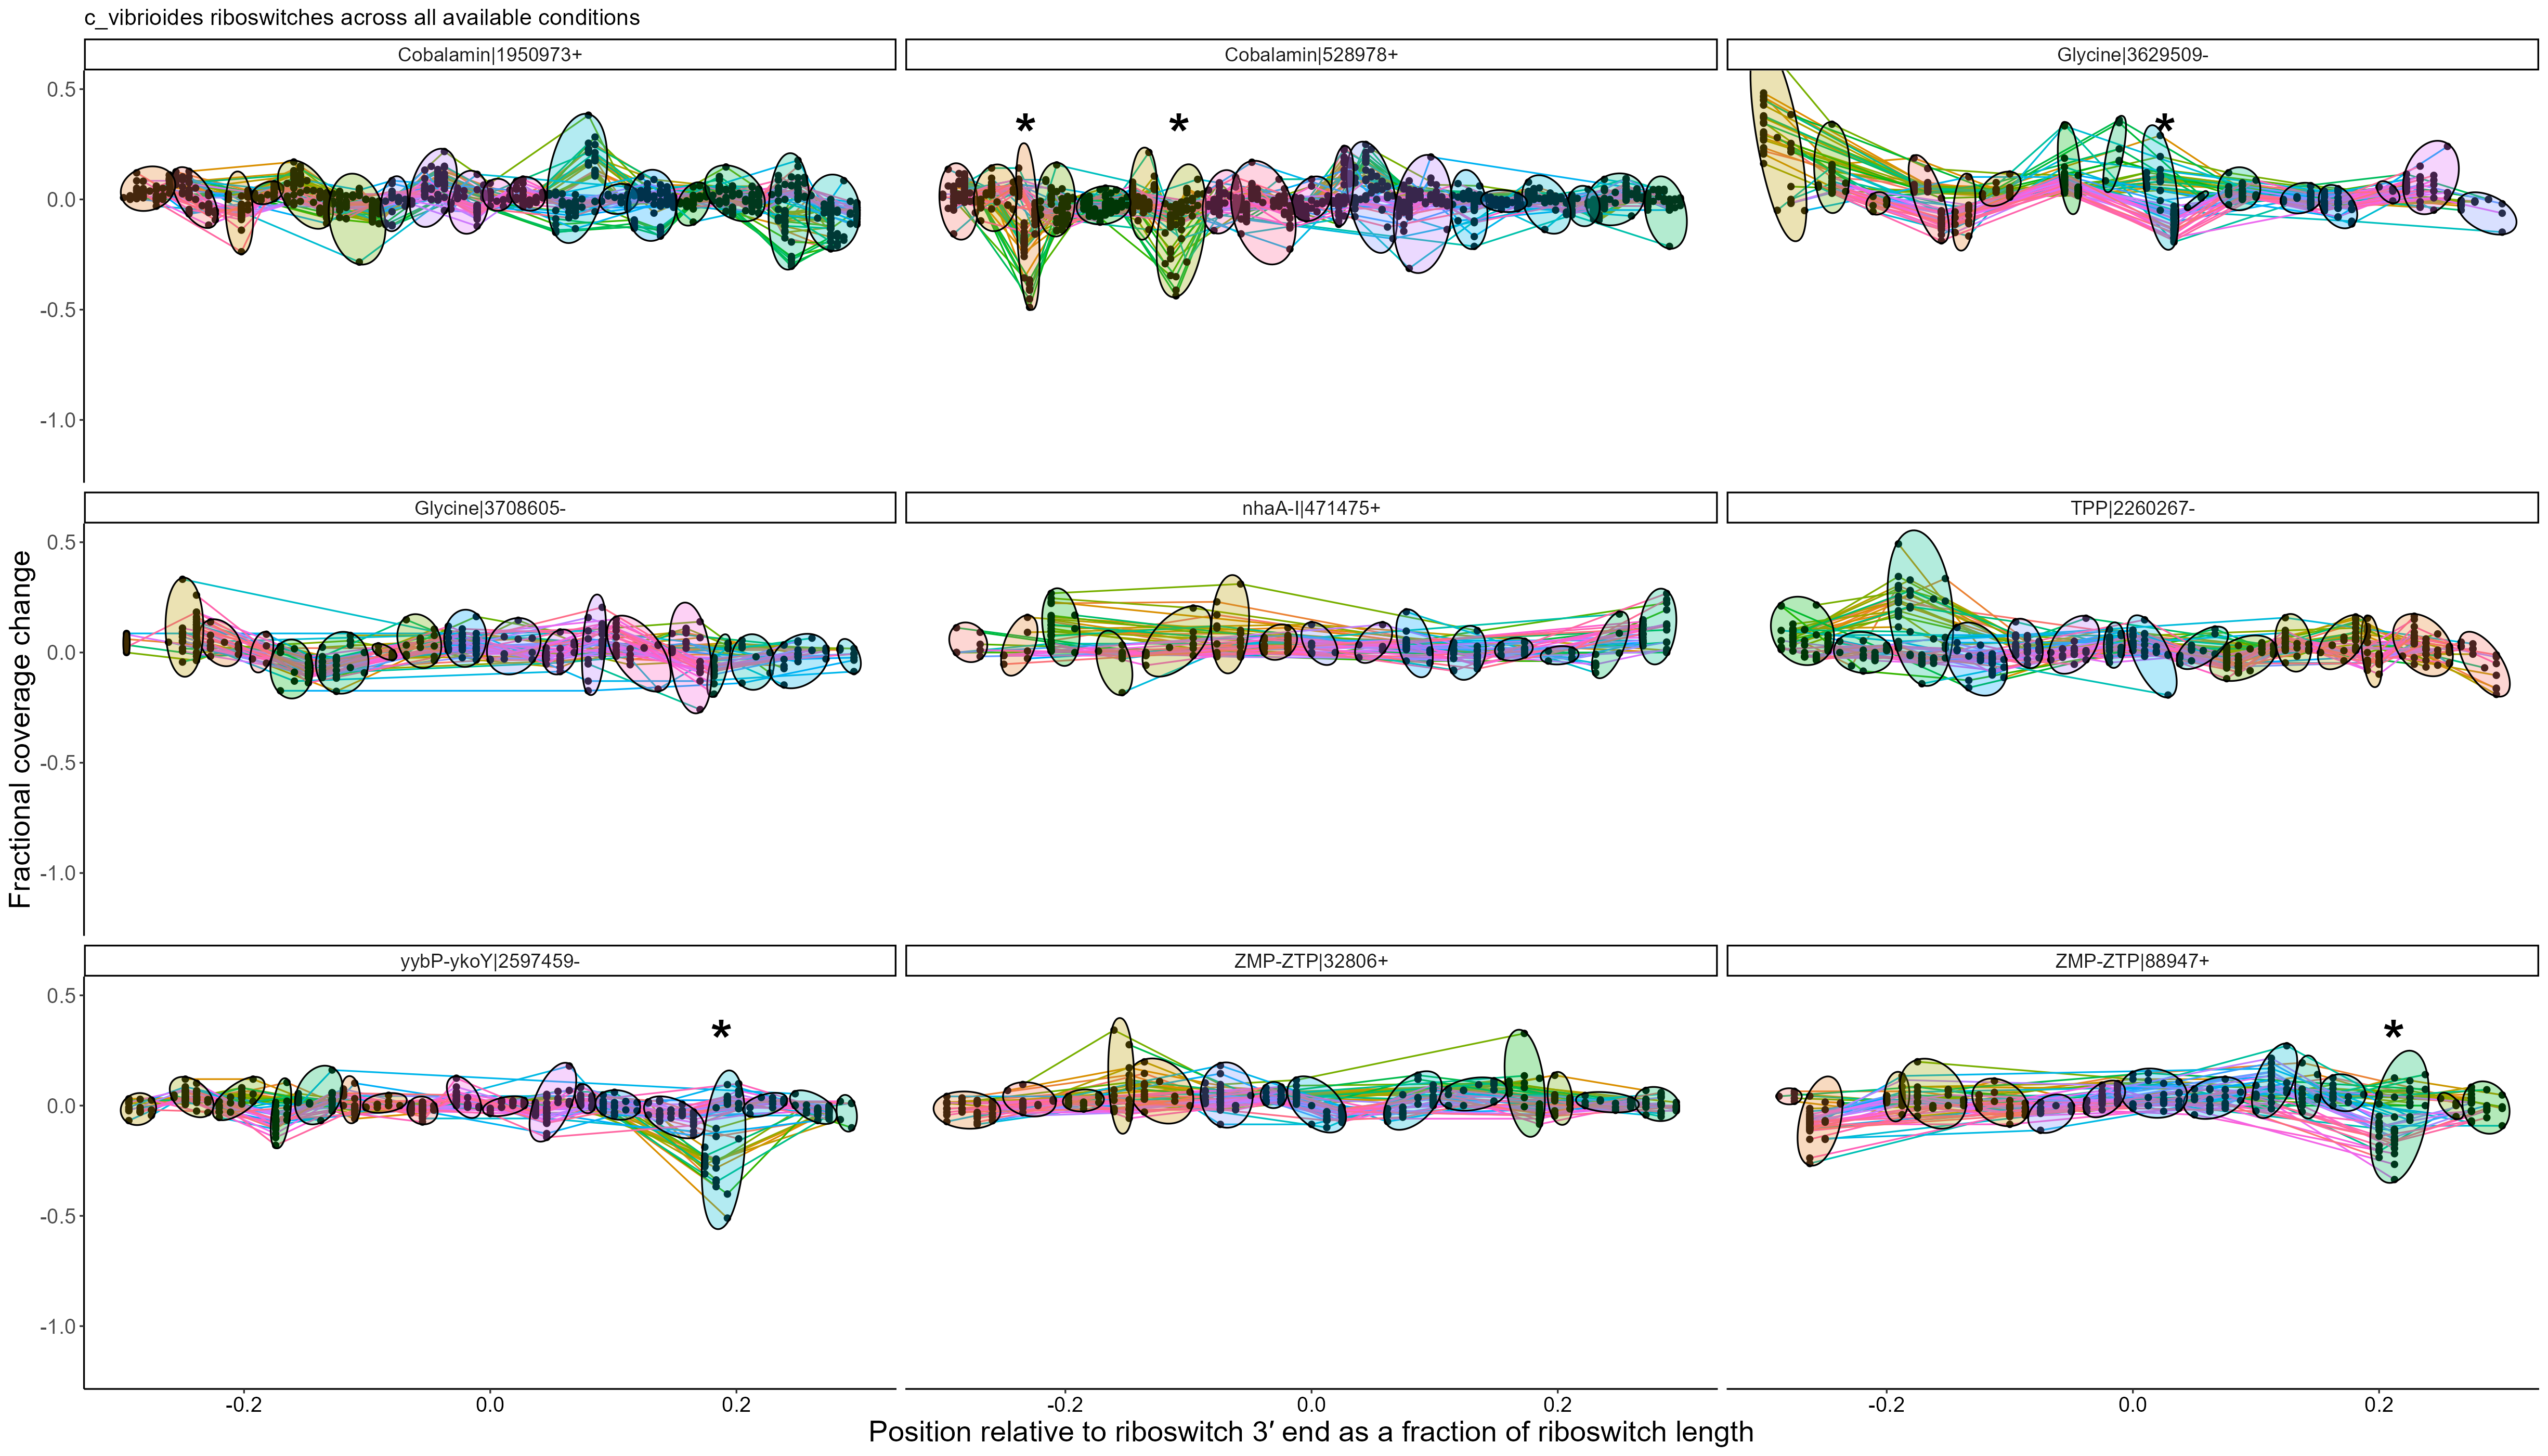 c_vibrioides riboswitches across all available conditions
Cobalamin|1950973+
Cobalamin|528978+
Glycine|3629509-
0.5
0.0
-0.5
-1.0
*
*
*
Glycine|3708605-
nhaA-I|471475+
TPP|2260267-
0.5
0.0
-0.5
-1.0
Fractional coverage change
yybP-ykoY|2597459-
ZMP-ZTP|32806+
ZMP-ZTP|88947+
0.5
0.0
-0.5
-1.0
*
*
-0.2 0.0 0.2
-0.2 0.0 0.2
-0.2 0.0 0.2
Position relative to riboswitch 3′ end as a fraction of riboswitch length